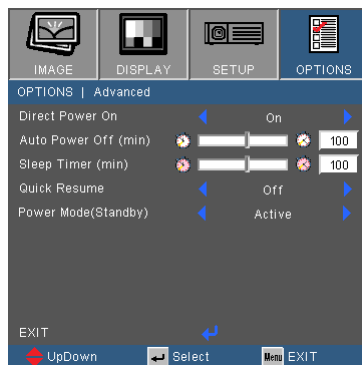 IMAGE DISPLAY SETUP OPTIONS
OPTIONS | Advanced
Direct Power On On
Auto Power Off (min) 100
Sleep Timer (min) 100
Quick Resume Off
Power Mode(Standby) Active
EXIT
UpDown Select Menu EXIT